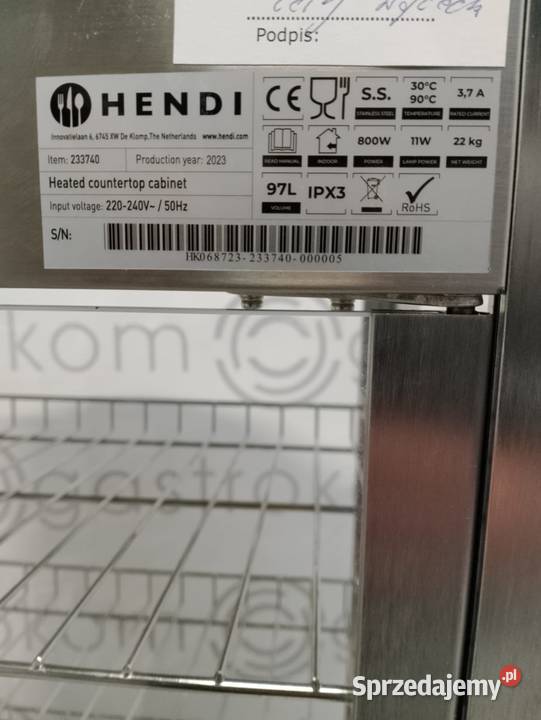 Podpis:
HENDI
Innovatielaan 6, 6745 XW De Klomp, The Netherlands www.hendi.com
Item: 233740 Production year: 2023
Heated countertop cabinet
Input voltage: 220-240V~ / 50Hz
S/N:
HK068723-233740-000005
CE S.S. 30°C 90°C 3,7 A
STAINLESS STEEL TEMPERATURE RATED CURRENT
800W 11W 22 kg
READ MANUAL INDOOR POWER LAMP POWER NET WEIGHT
97L IPX3
VOLUME RoHS
kom
gastrok
kom
Sprzedajemy.pl